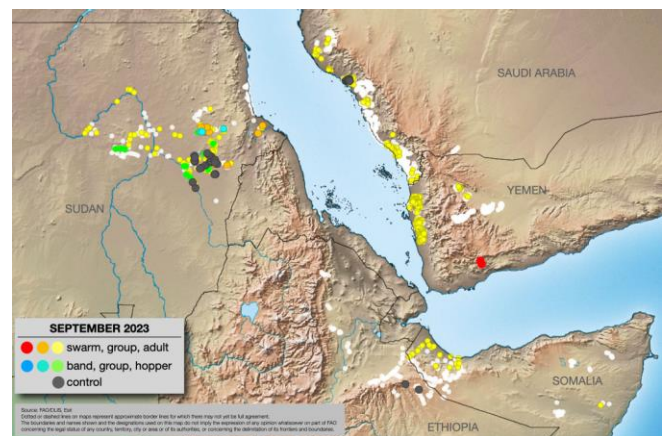 SAUDI ARABIA
YEMEN
SUDAN
SEPTEMBER 2023
swarm, group, adult
band, group, hopper
control
SOMALIA
ETHIOPIA
Source: FAO/DLIS, Esri
Dotted or dashed lines on maps represent approximate border lines for which there may not yet be full agreement.
The boundaries and names shown and the designations used on this map do not imply the expression of any opinion whatsoever on part of FAO
concerning the legal status of any country, territory, city or area or of its authorities, or concerning the delimitation of its frontiers and boundaries.